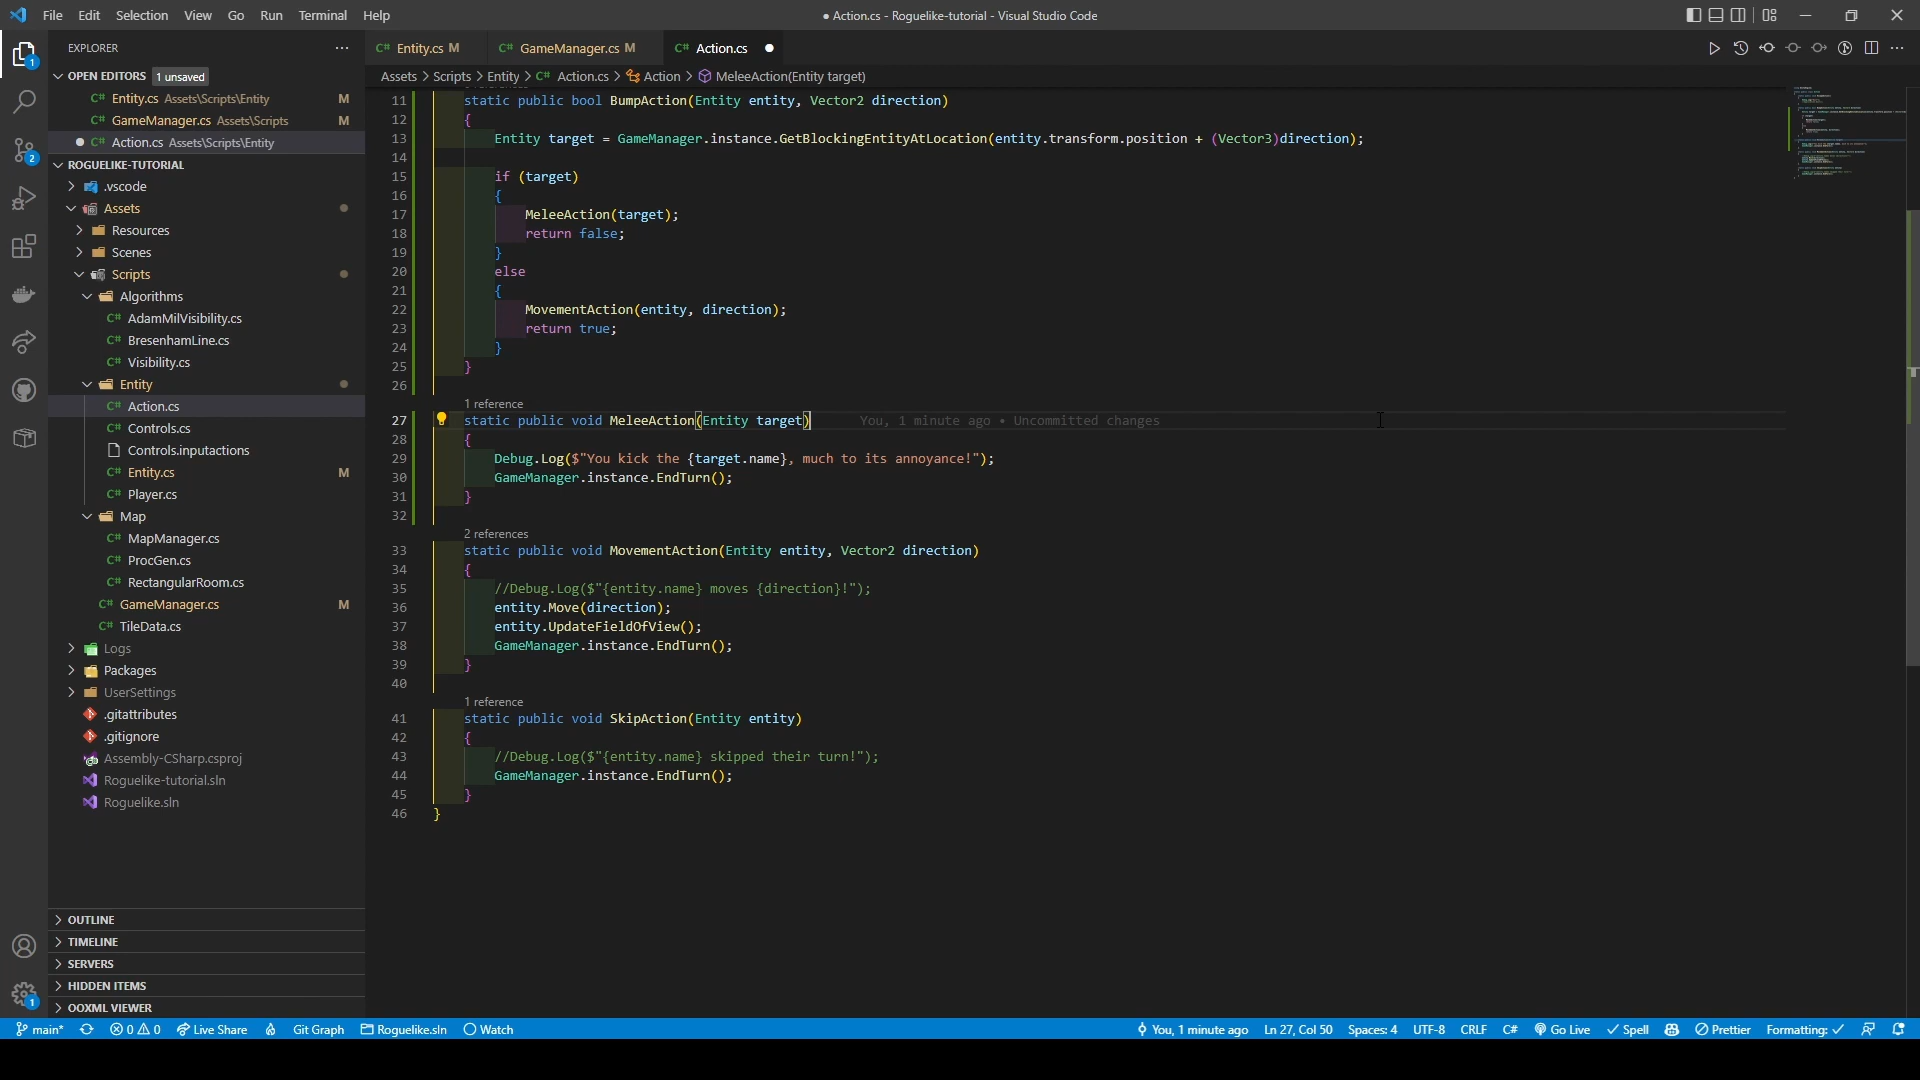 File Edit Selection View Go Run Terminal Help
● Action.cs - Roguelike-tutorial - Visual Studio Code
EXPLORER
OPEN EDITORS 1 unsaved
C# Entity.cs Assets\Scripts\Entity M
C# GameManager.cs Assets\Scripts M
● C# Action.cs Assets\Scripts\Entity
ROGUELIKE-TUTORIAL
.vscode
Assets
Resources
Scenes
Scripts
Algorithms
C# AdamMilVisibility.cs
C# BresenhamLine.cs
C# Visibility.cs
Entity
C# Action.cs
C# Controls.cs
Controls.inputactions
C# Entity.cs M
C# Player.cs
Map
C# MapManager.cs
C# ProcGen.cs
C# RectangularRoom.cs
C# GameManager.cs M
C# TileData.cs
Logs
Packages
UserSettings
.gitattributes
.gitignore
Assembly-CSharp.csproj
Roguelike-tutorial.sln
Roguelike.sln
OUTLINE
TIMELINE
SERVERS
HIDDEN ITEMS
OOXML VIEWER
C# Entity.cs M C# GameManager.cs M C# Action.cs ●
Assets > Scripts > Entity > C# Action.cs > Action > MeleeAction(Entity target)
11 static public bool BumpAction(Entity entity, Vector2 direction)
12 {
13 Entity target = GameManager.instance.GetBlockingEntityAtLocation(entity.transform.position + (Vector3)direction);
14
15 if (target)
16 {
17 MeleeAction(target);
18 return false;
19 }
20 else
21 {
22 MovementAction(entity, direction);
23 return true;
24 }
25 }
26
1 reference
27 static public void MeleeAction(Entity target) You, 1 minute ago • Uncommitted changes
28 {
29 Debug.Log($"You kick the {target.name}, much to its annoyance!");
30 GameManager.instance.EndTurn();
31 }
32
2 references
33 static public void MovementAction(Entity entity, Vector2 direction)
34 {
35 //Debug.Log($"{entity.name} moves {direction}!");
36 entity.Move(direction);
37 entity.UpdateFieldOfView();
38 GameManager.instance.EndTurn();
39 }
40
1 reference
41 static public void SkipAction(Entity entity)
42 {
43 //Debug.Log($"{entity.name} skipped their turn!");
44 GameManager.instance.EndTurn();
45 }
46 }
main* 0 0 Live Share Git Graph Roguelike.sln Watch You, 1 minute ago Ln 27, Col 50 Spaces: 4 UTF-8 CRLF C# Go Live Spell Prettier Formatting: ✓